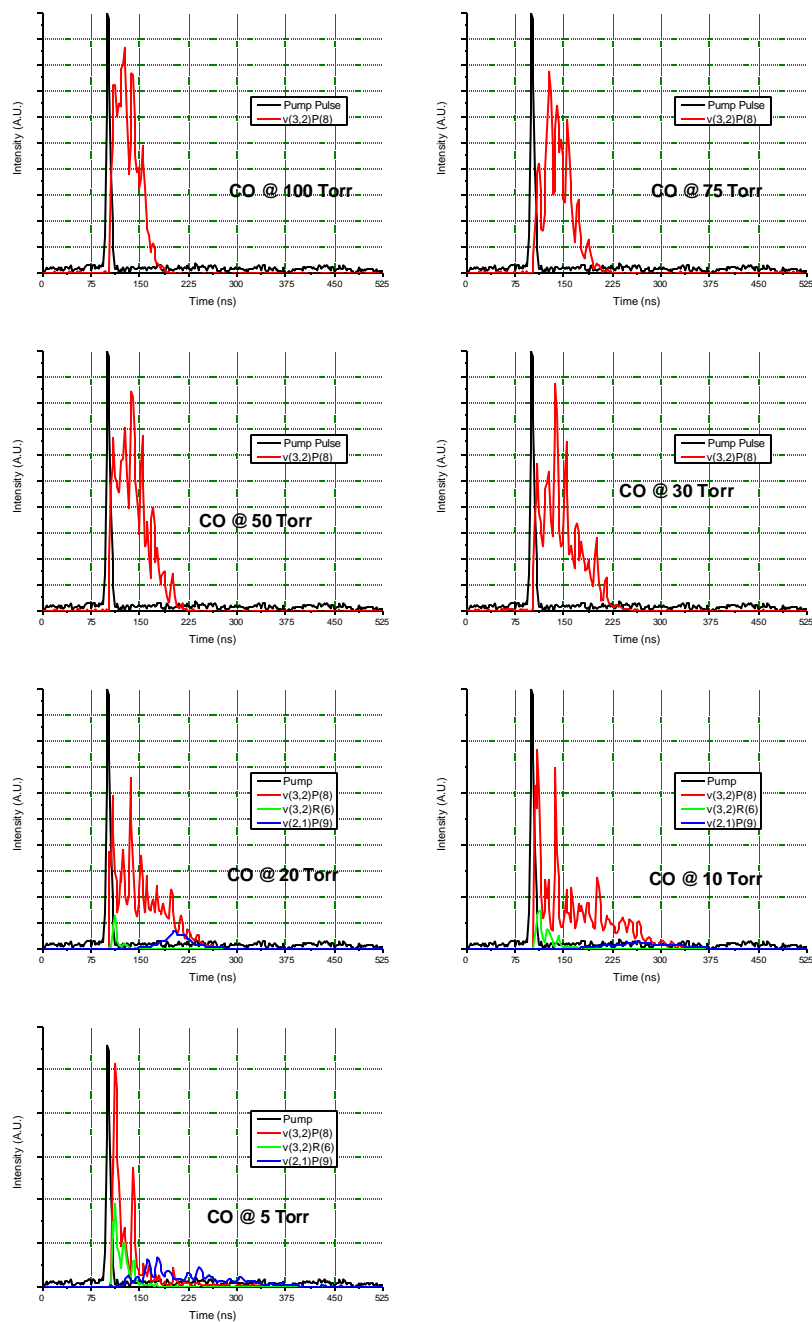 Intensity (A.U.)
Pump Pulse
v(3,2)P(8)
CO @ 100 Torr
0 75 150 225 300 375 450 525
Time (ns)
Intensity (A.U.)
Pump Pulse
v(3,2)P(8)
CO @ 75 Torr
0 75 150 225 300 375 450 525
Time (ns)
Intensity (A.U.)
Pump Pulse
v(3,2)P(8)
CO @ 50 Torr
0 75 150 225 300 375 450 525
Time (ns)
Intensity (A.U.)
Pump Pulse
v(3,2)P(8)
CO @ 30 Torr
0 75 150 225 300 375 450 525
Time (ns)
Intensity (A.U.)
Pump
v(3,2)P(8)
v(3,2)R(6)
v(2,1)P(9)
CO @ 20 Torr
0 75 150 225 300 375 450 525
Time (ns)
Intensity (A.U.)
Pump
v(3,2)P(8)
v(3,2)R(6)
v(2,1)P(9)
CO @ 10 Torr
0 75 150 225 300 375 450 525
Time (ns)
Intensity (A.U.)
Pump
v(3,2)P(8)
v(3,2)R(6)
v(2,1)P(9)
CO @ 5 Torr
0 75 150 225 300 375 450 525
Time (ns)